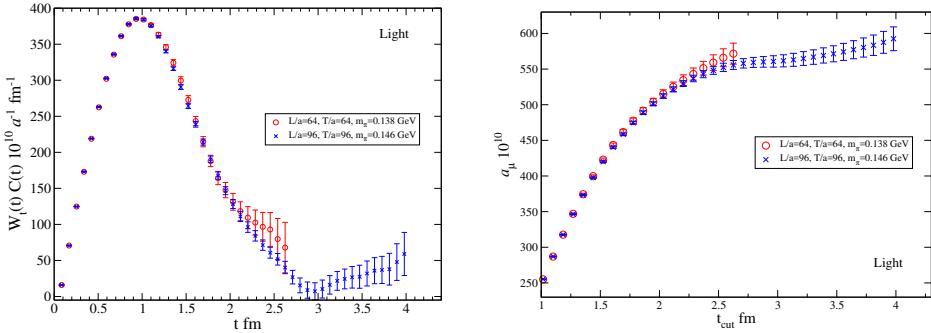 400
350
300
250
200
150
100
50
0
W_t(t) C(t) 10^10 a^-1 fm^-1
Light
L/a=64, T/a=64, m_π=0.138 GeV
L/a=96, T/a=96, m_π=0.146 GeV
0 0.5 1 1.5 2 2.5 3 3.5 4
t fm
600
550
500
450
400
350
300
250
a_μ 10^10
L/a=64, T/a=64, m_π=0.138 GeV
L/a=96, T/a=96, m_π=0.146 GeV
Light
1 1.5 2 2.5 3 3.5 4
t_cut fm